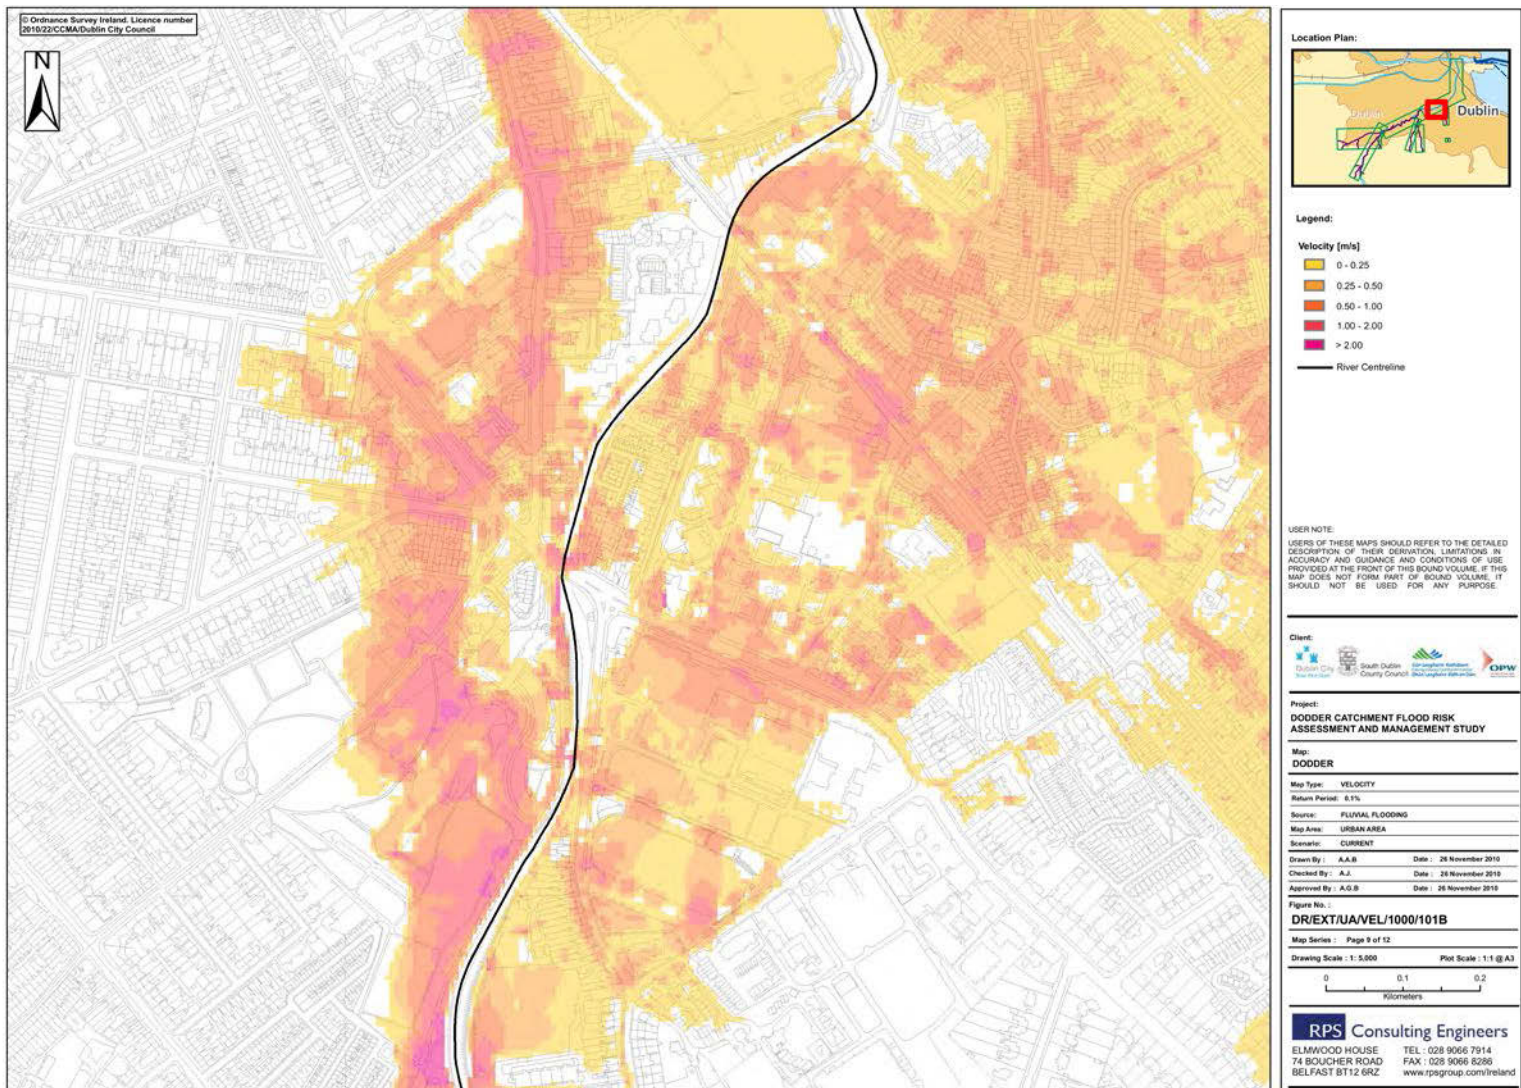 © Ordnance Survey Ireland. Licence number
2010/22/CCMA/Dublin City Council
N
Location Plan:
Dublin
Dublin
Legend:
Velocity [m/s]
0 - 0.25
0.25 - 0.50
0.50 - 1.00
1.00 - 2.00
> 2.00
River Centreline
USER NOTE:
USERS OF THESE MAPS SHOULD REFER TO THE DETAILED
DESCRIPTION OF THEIR DERIVATION, LIMITATIONS IN
ACCURACY AND GUIDANCE AND CONDITIONS OF USE
PROVIDED AT THE FRONT OF THIS BOUND VOLUME. IF THIS
MAP DOES NOT FORM PART OF BOUND VOLUME, IT
SHOULD NOT BE USED FOR ANY PURPOSE.
Client:
Dublin City
South Dublin
County Council
OPW
Project:
DODDER CATCHMENT FLOOD RISK
ASSESSMENT AND MANAGEMENT STUDY
Map:
DODDER
Map Type: VELOCITY
Return Period: 0.1%
Source: FLUVIAL FLOODING
Map Area: URBAN AREA
Scenario: CURRENT
Drawn By : A.A.B Date : 26 November 2010
Checked By : A.J. Date : 26 November 2010
Approved By : A.G.B Date : 26 November 2010
Figure No. :
DR/EXT/UA/VEL/1000/101B
Map Series : Page 9 of 12
Drawing Scale : 1: 5,000 Plot Scale : 1:1 @ A3
0 0.1 0.2
Kilometers
RPS Consulting Engineers
ELMWOOD HOUSE TEL : 028 9066 7914
74 BOUCHER ROAD FAX : 028 9066 8286
BELFAST BT12 6RZ www.rpsgroup.com/Ireland